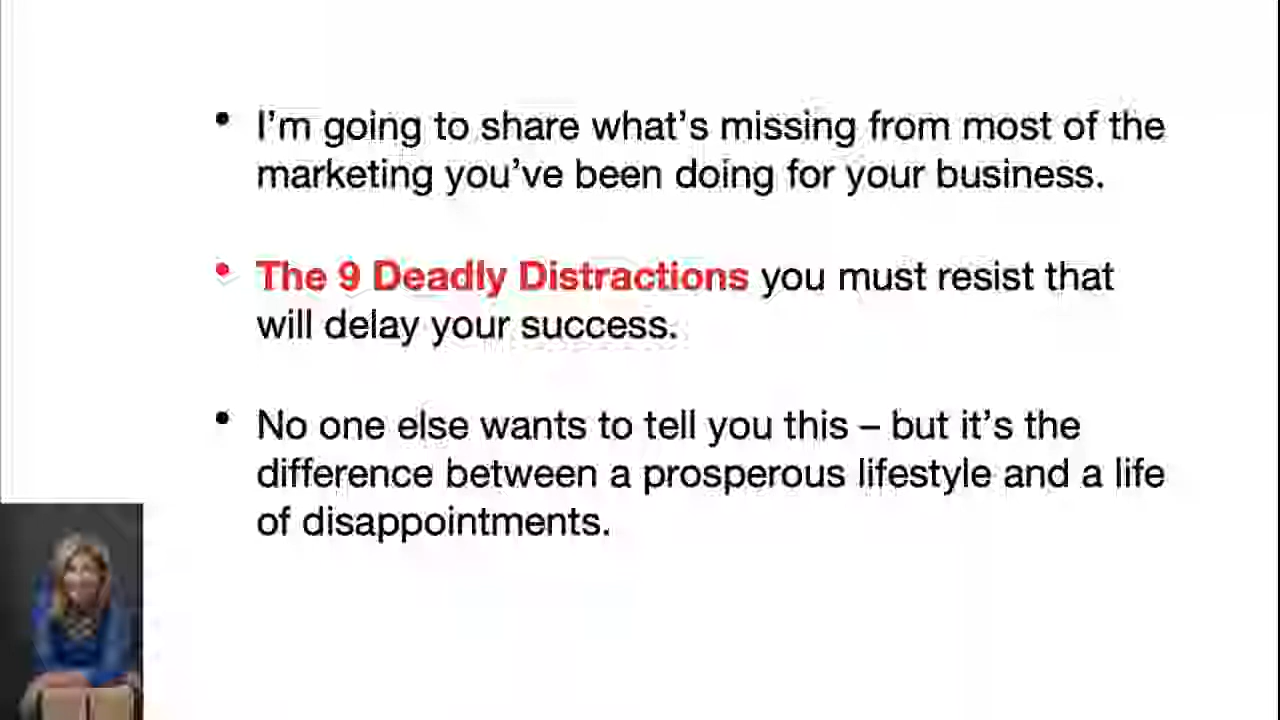 • I’m going to share what’s missing from most of the
marketing you’ve been doing for your business.
• The 9 Deadly Distractions you must resist that
will delay your success.
• No one else wants to tell you this – but it’s the
difference between a prosperous lifestyle and a life
of disappointments.